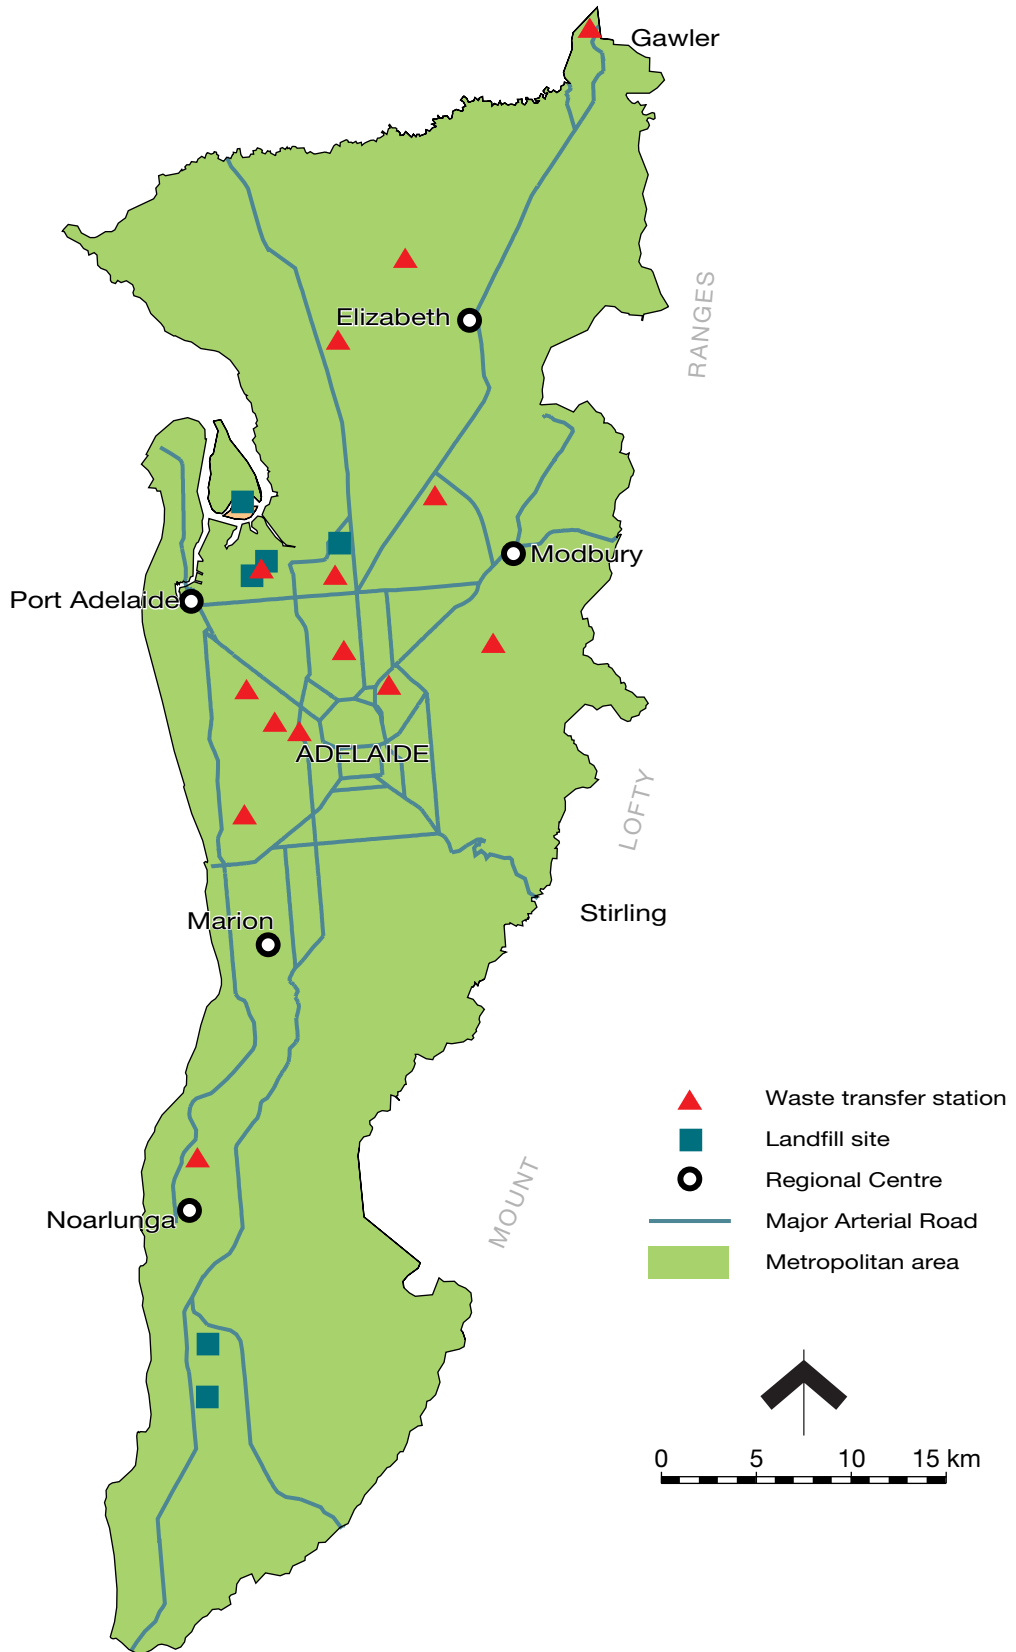 Gawler
RANGES
Elizabeth
Modbury
Port Adelaide
ADELAIDE
LOFTY
Stirling
Marion
MOUNT
Noarlunga
Waste transfer station
Landfill site
Regional Centre
Major Arterial Road
Metropolitan area
0 5 10 15 km